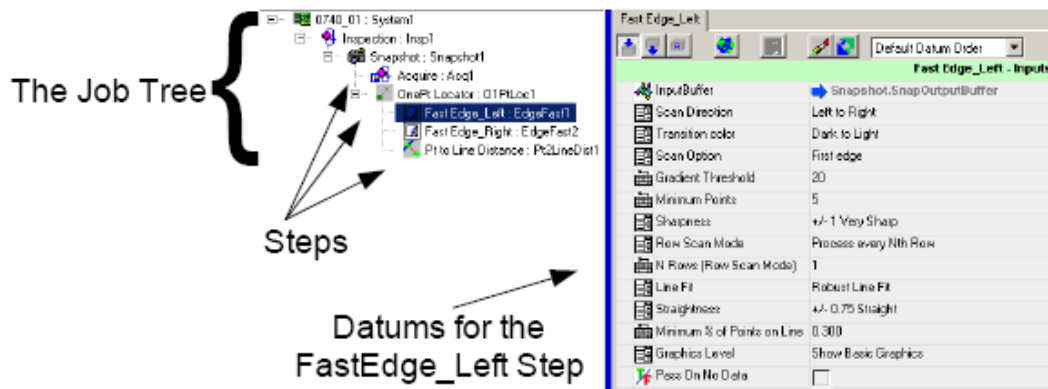 The Job Tree
0740_01 : System1
Inspection : Insp1
Snapshot : Snapshot1
Acquire : Acq1
OnePt Locator : O1PtLoc1
Fast Edge_Left : EdgeFast1
Fast Edge_Right : EdgeFast2
Pt to Line Distance : Pt2LineDist1
Steps
Datums for the
FastEdge_Left Step
Fast Edge_Left
Default Datum Order
Fast Edge_Left - Inputs
InputBuffer Snapshot.SnapOutputBuffer
Scan Direction Left to Right
Transition color Dark to Light
Scan Option First edge
Gradient Threshold 20
Minimum Points 5
Sharpness +/- 1 Very Sharp
Row Scan Mode Process every Nth Row
N Rows (Row Scan Mode) 1
Line Fit Robust Line Fit
Straightness +/- 0.75 Straight
Minimum % of Points on Line 0.300
Graphics Level Show Basic Graphics
Pass On No Data